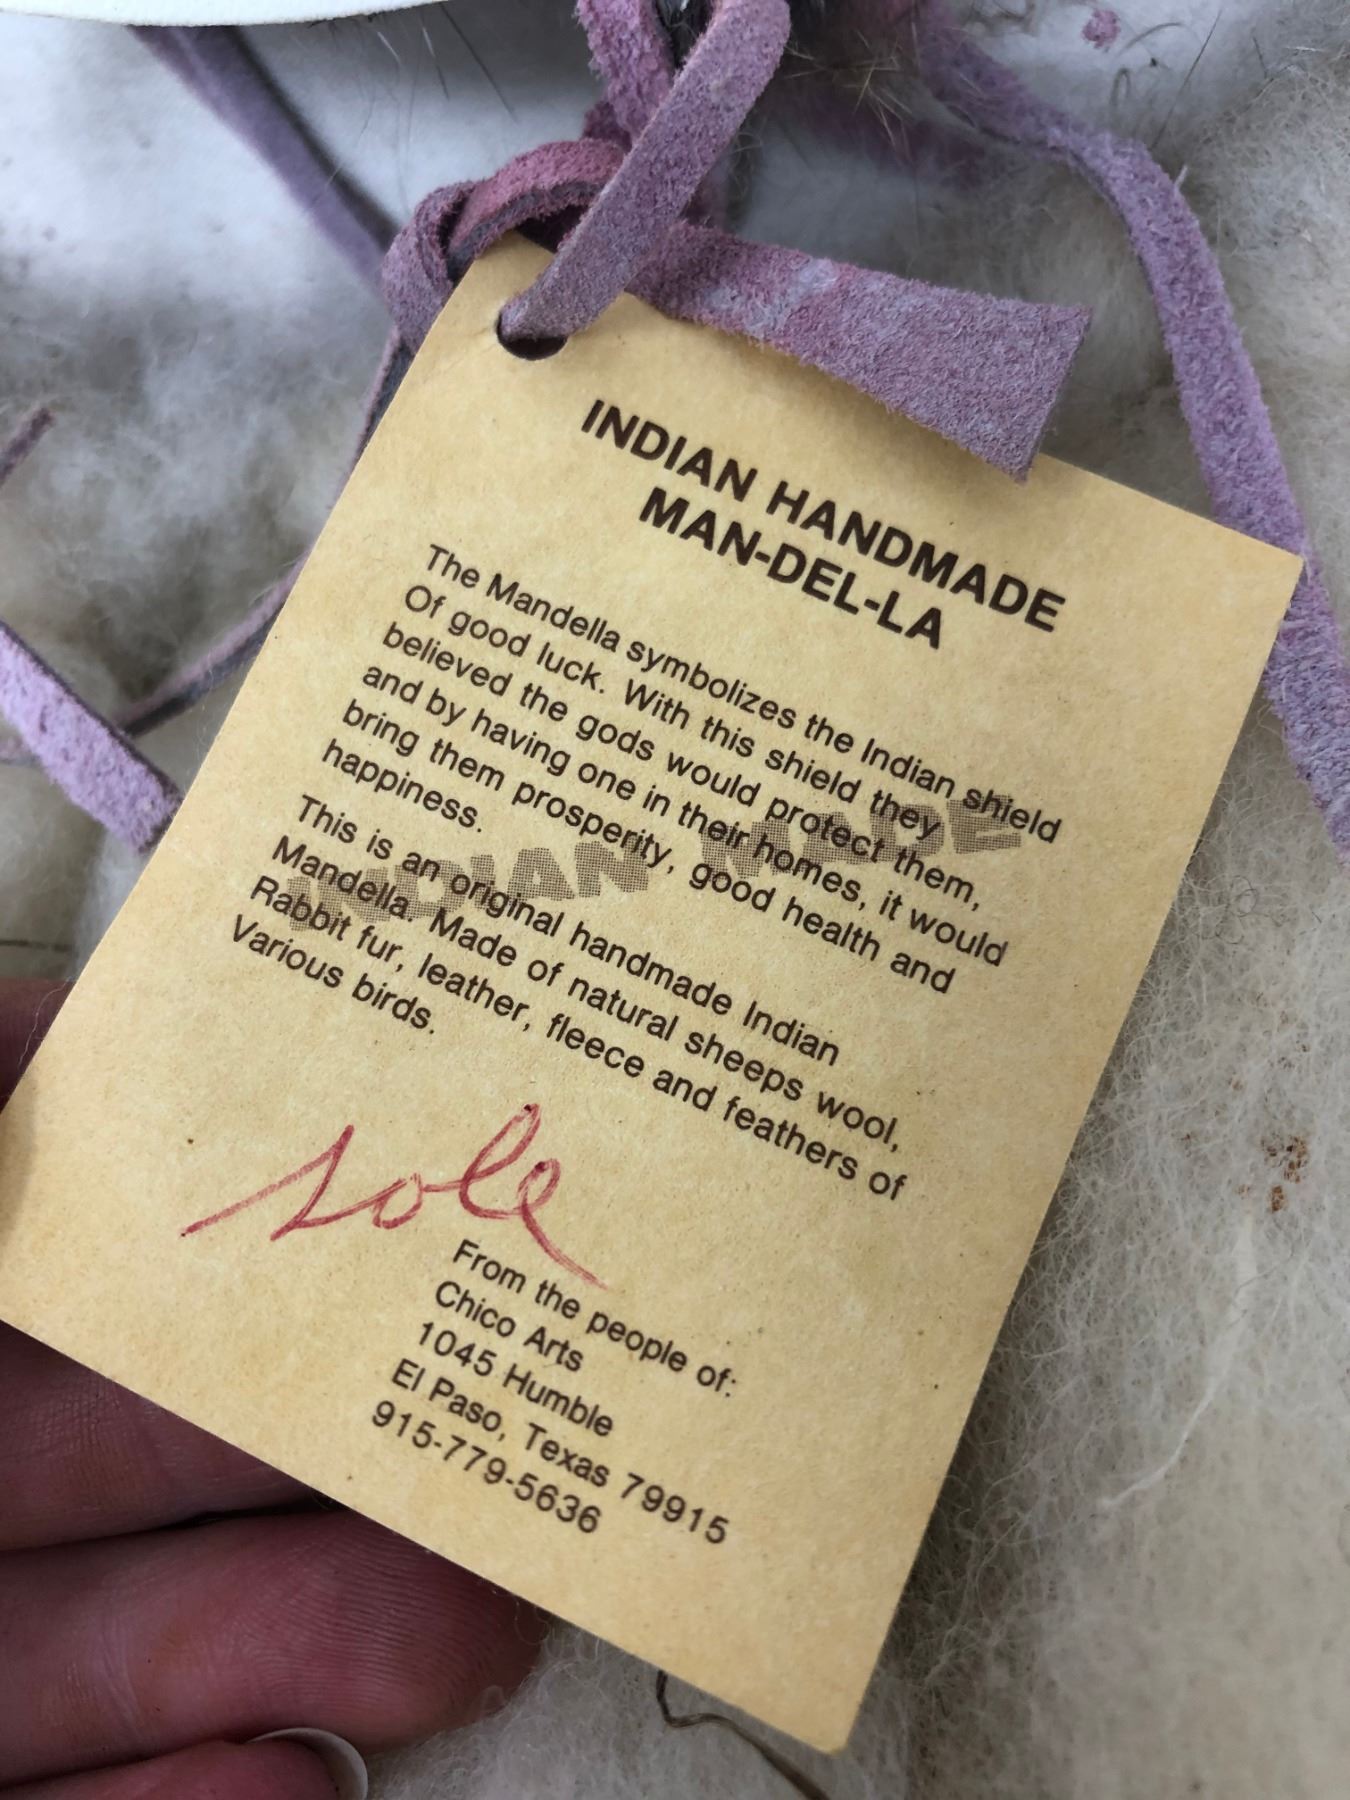 INDIAN HANDMADE
MAN-DEL-LA
The Mandella symbolizes the Indian shield
Of good luck. With this shield they
believed the gods would protect them,
and by having one in their homes, it would
bring them prosperity, good health and
happiness.
This is an original handmade Indian
Mandella. Made of natural sheeps wool,
Rabbit fur, leather, fleece and feathers of
Various birds.
INDIAN MADE
sole
From the people of:
Chico Arts
1045 Humble
El Paso, Texas 79915
915-779-5636